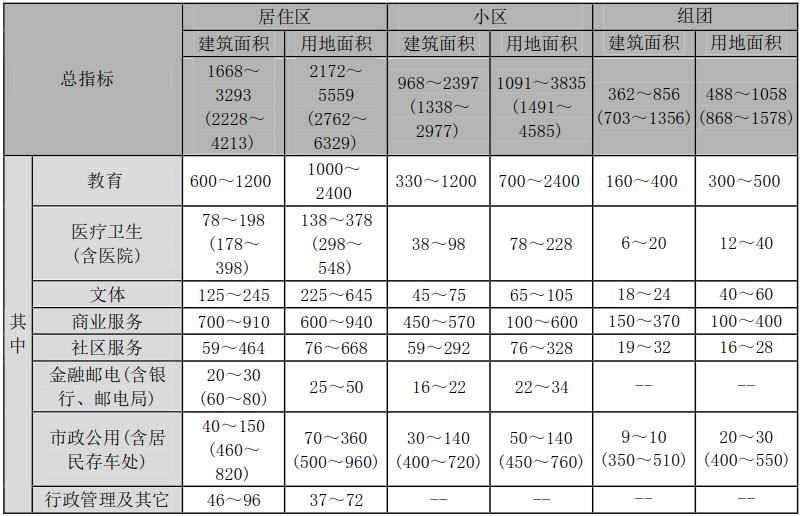 总指标 居住区 小区 组团
建筑面积 用地面积 建筑面积 用地面积 建筑面积 用地面积
1668～3293(2228～4213) 2172～5559(2762～6329) 968～2397(1338～2977) 1091～3835(1491～4585) 362～856(703～1356) 488～1058(868～1578)
其中
教育 600～1200 1000～2400 330～1200 700～2400 160～400 300～500
医疗卫生(含医院) 78～198(178～398) 138～378(298～548) 38～98 78～228 6～20 12～40
文体 125～245 225～645 45～75 65～105 18～24 40～60
商业服务 700～910 600～940 450～570 100～600 150～370 100～400
社区服务 59～464 76～668 59～292 76～328 19～32 16～28
金融邮电(含银行、邮电局) 20～30(60～80) 25～50 16～22 22～34 -- --
市政公用(含居民存车处) 40～150(460～820) 70～360(500～960) 30～140(400～720) 50～140(450～760) 9～10(350～510) 20～30(400～550)
行政管理及其它 46～96 37～72 -- -- -- --